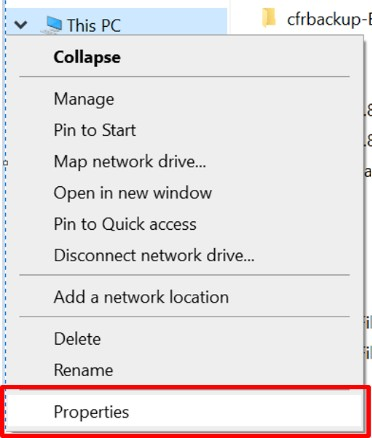 This PC
cfrbackup-
Collapse
Manage
Pin to Start
Map network drive...
Open in new window
Pin to Quick access
Disconnect network drive...
Add a network location
Delete
Rename
Properties